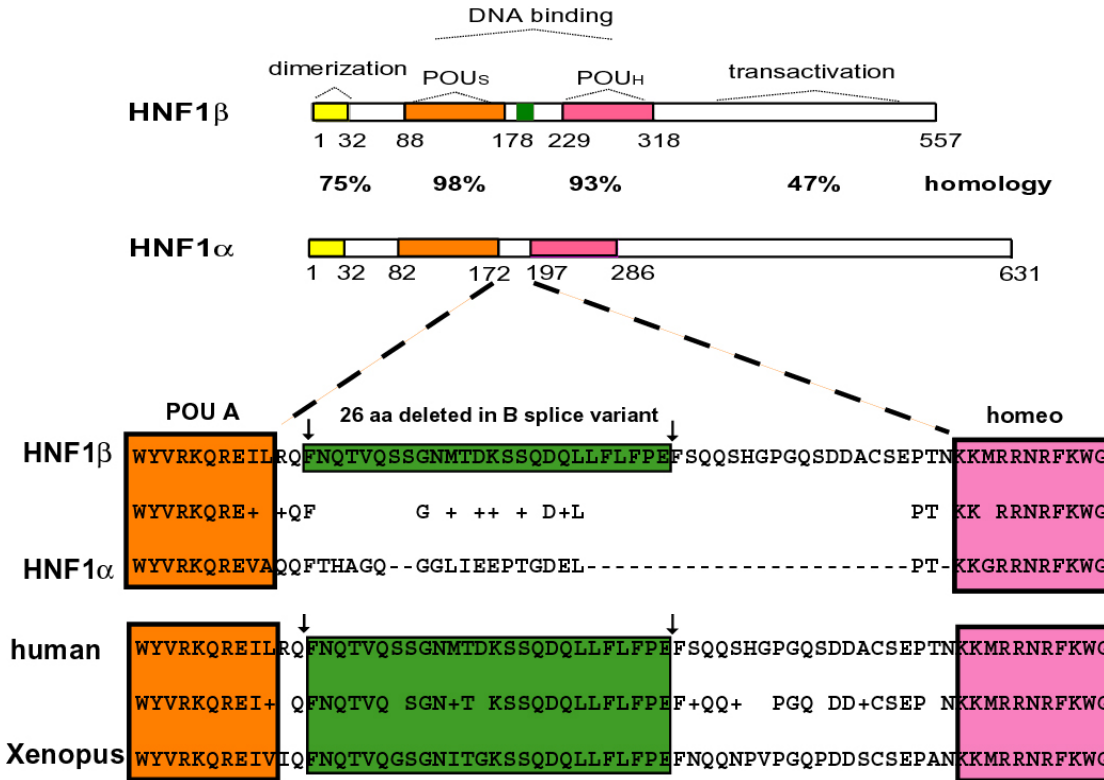 DNA binding
dimerization POUS POUH transactivation
HNF1β
1 32 88 178 229 318 557
75% 98% 93% 47% homology
HNF1α
1 32 82 172 197 286 631
POU A 26 aa deleted in B splice variant homeo
HNF1β WYVRKQREILRQFNQTVQSSGNMTDKSSQDQLLFLFPEFSQQSHGPGQSDDACSEPTNKKMRRNRFKWG
WYVRKQRE+ +QF G + ++ + D+L PT KK RRNRFKWG
HNF1α WYVRKQREVAQQFTHAGQ--GGLIEEPTGDEL-------------------------PT-KKGRRNRFKWG
human WYVRKQREILRQFNQTVQSSGNMTDKSSQDQLLFLFPEFSQQSHGPGQSDDACSEPTNKKMRRNRFKWG
WYVRKQREI+ QFNQTVQ SGN+T KSSQDQLLFLFPEF+QQ+ PGQ DD+CSEP NKKMRRNRFKWG
Xenopus WYVRKQREIVIQFNQTVQGSGNITGKSSQDQLLFLFPEFNQQNPVPGQPDDSCSEPANKKMRRNRFKWG